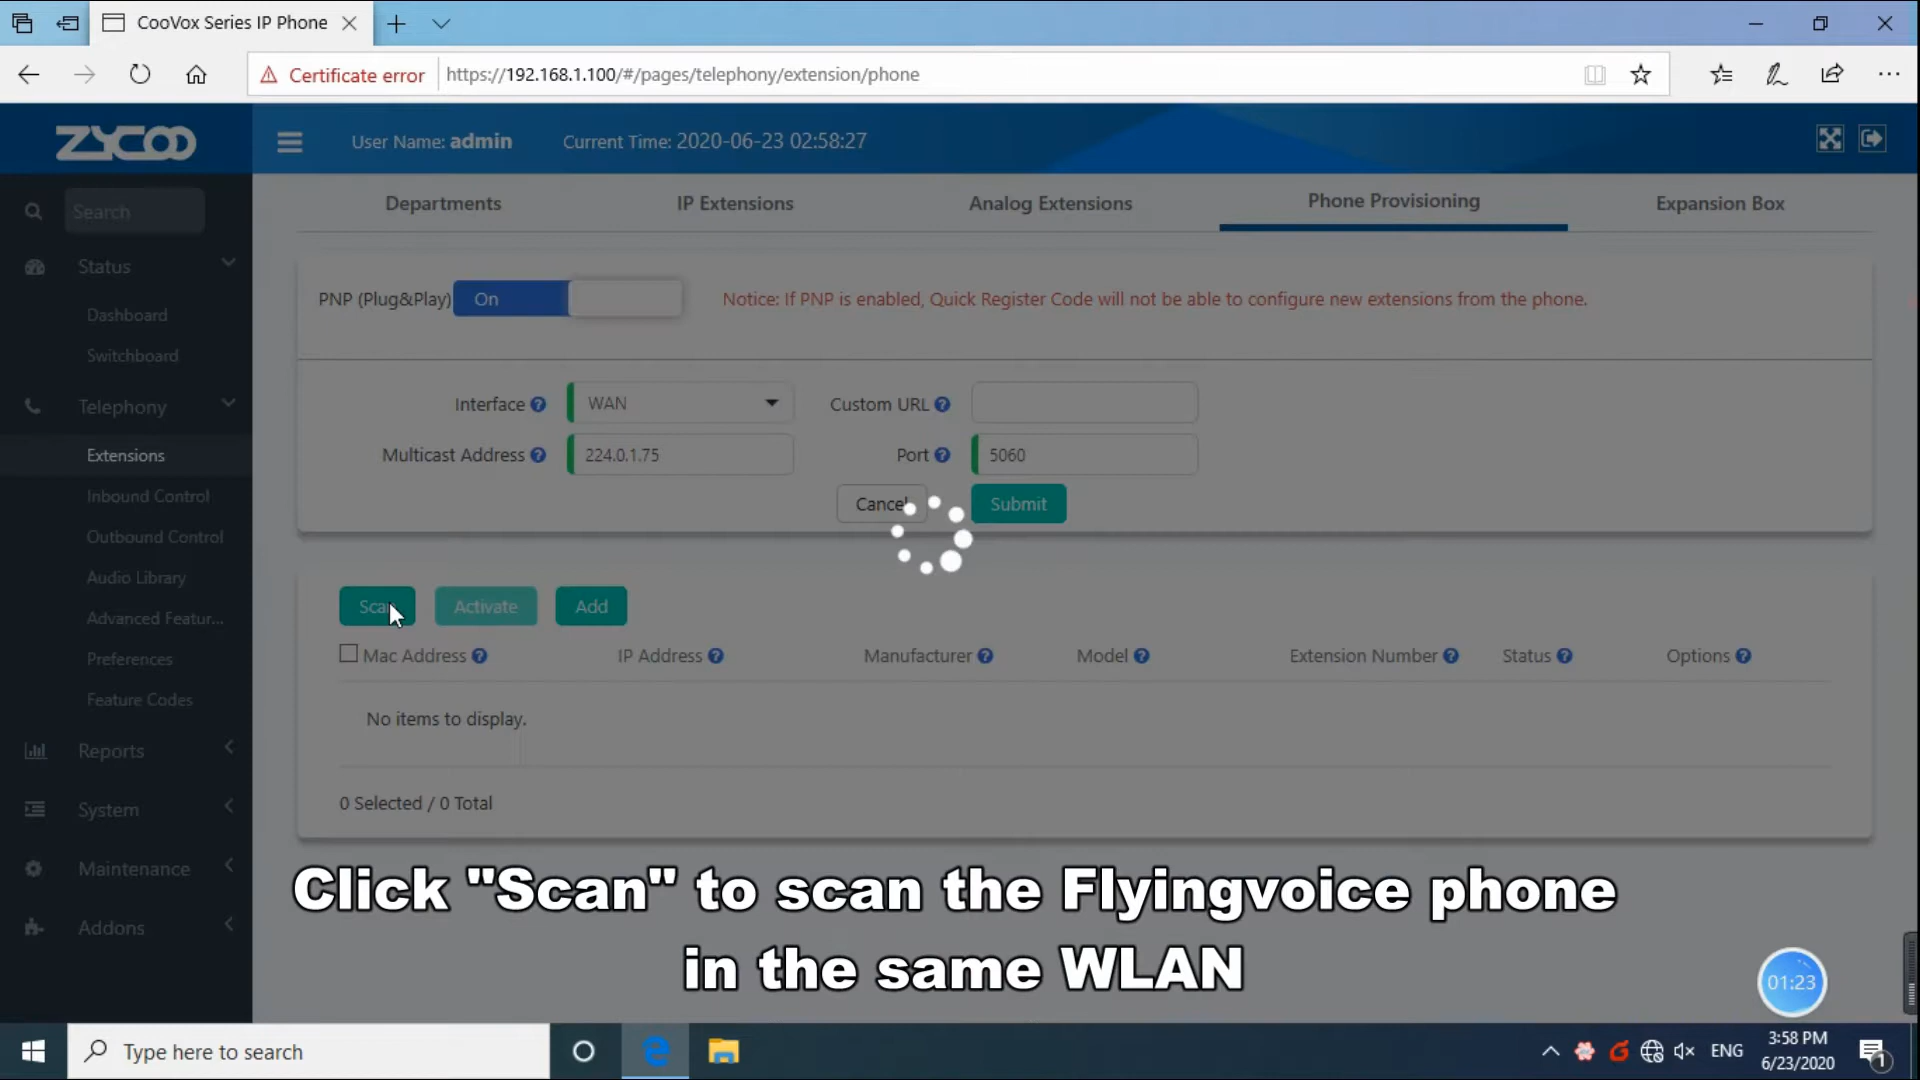 CooVox Series IP Phone
Certificate error https://192.168.1.100/#/pages/telephony/extension/phone
ZYCOO User Name: admin Current Time: 2020-06-23 02:58:27
Search
Departments IP Extensions Analog Extensions Phone Provisioning Expansion Box
Status
Dashboard
Switchboard
Telephony
Extensions
Inbound Control
Outbound Control
Audio Library
Advanced Featur...
Preferences
Feature Codes
Reports
System
Maintenance
Addons
PNP (Plug&Play) On Notice: If PNP is enabled, Quick Register Code will not be able to configure new extensions from the phone.
Interface WAN Custom URL
Multicast Address 224.0.1.75 Port 5060
Cancel Submit
Scan Activate Add
Mac Address IP Address Manufacturer Model Extension Number Status Options
No items to display.
0 Selected / 0 Total
Click "Scan" to scan the Flyingvoice phone
in the same WLAN
01:23
Type here to search
ENG
3:58 PM
6/23/2020
1